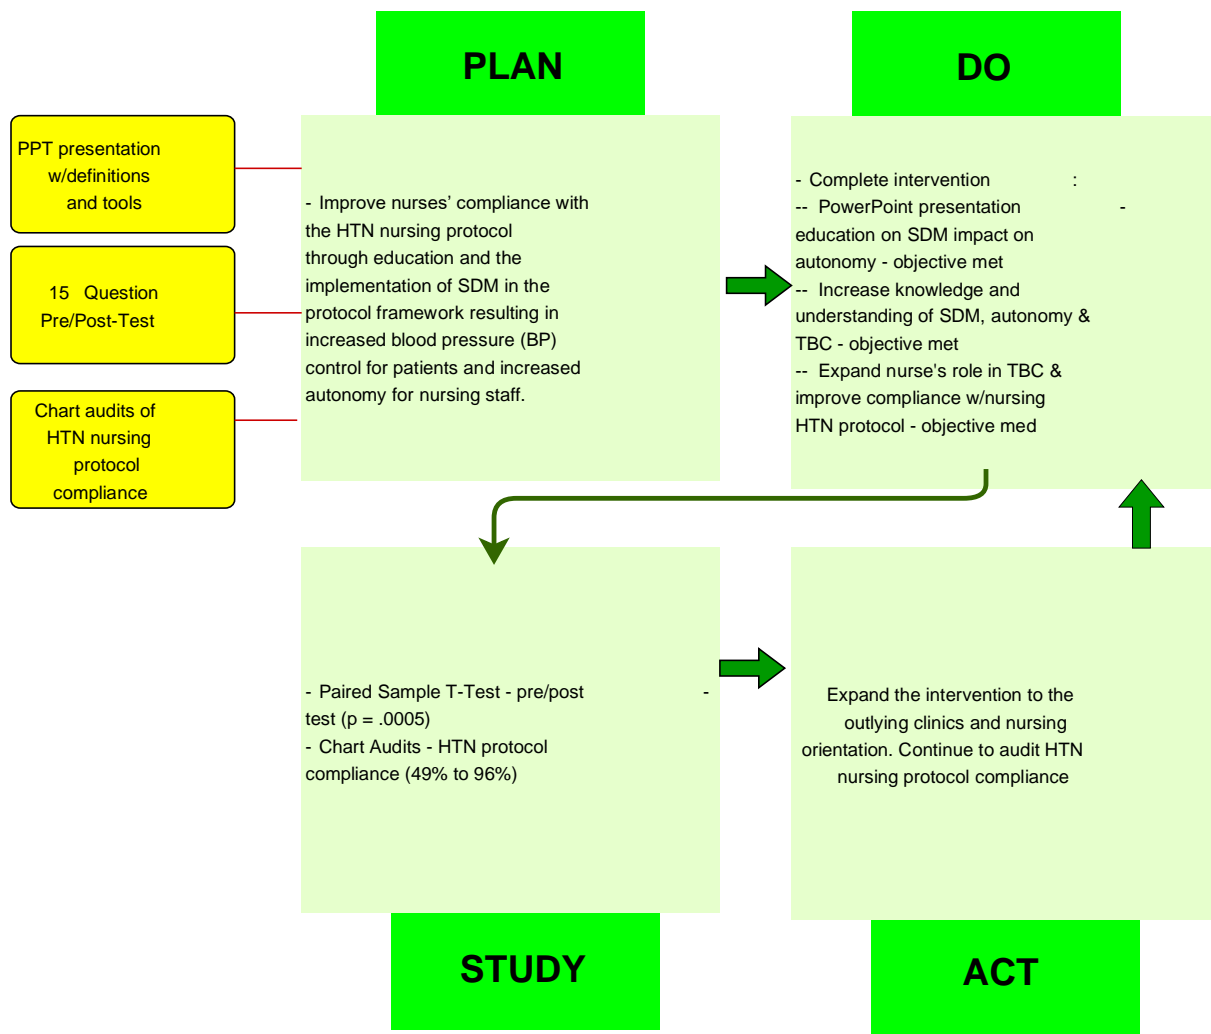 PLAN
DO
PPT presentation
w/definitions
and tools
15 Question
Pre/Post-Test
Chart audits of
HTN nursing
protocol
compliance
- Improve nurses’ compliance with
the HTN nursing protocol
through education and the
implementation of SDM in the
protocol framework resulting in
increased blood pressure (BP)
control for patients and increased
autonomy for nursing staff.
- Complete intervention :
-- PowerPoint presentation -
education on SDM impact on
autonomy - objective met
-- Increase knowledge and
understanding of SDM, autonomy &
TBC - objective met
-- Expand nurse's role in TBC &
improve compliance w/nursing
HTN protocol - objective med
- Paired Sample T-Test - pre/post -
test (p = .0005)
- Chart Audits - HTN protocol
compliance (49% to 96%)
Expand the intervention to the
outlying clinics and nursing
orientation. Continue to audit HTN
nursing protocol compliance
STUDY
ACT